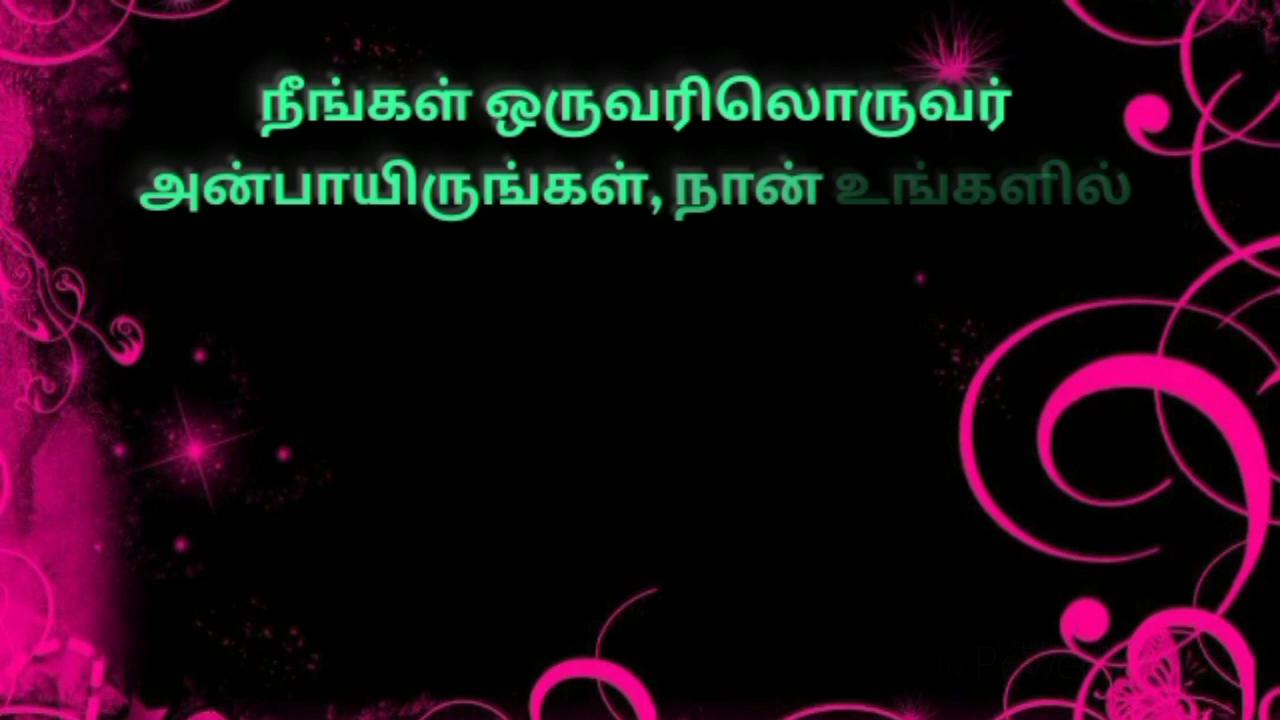 நீங்கள் ஒருவரிலொருவர்
அன்பாயிருங்கள், நான் உங்களில்